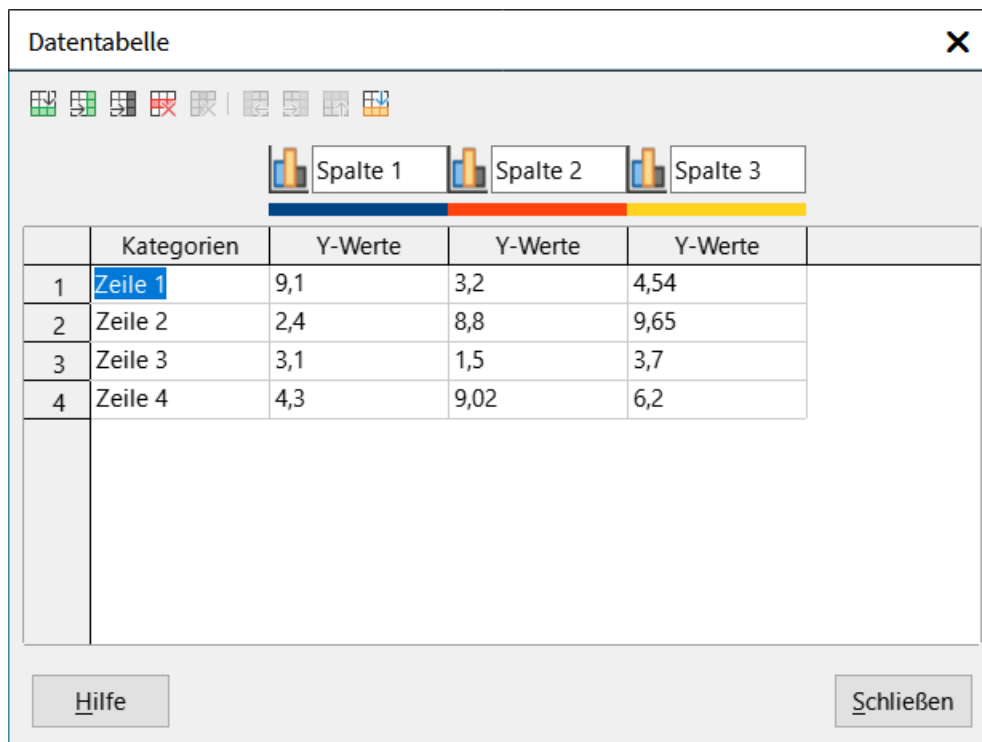 Datentabelle
Spalte 1 Spalte 2 Spalte 3
Kategorien Y-Werte Y-Werte Y-Werte
1 Zeile 1 9,1 3,2 4,54
2 Zeile 2 2,4 8,8 9,65
3 Zeile 3 3,1 1,5 3,7
4 Zeile 4 4,3 9,02 6,2
Hilfe Schließen